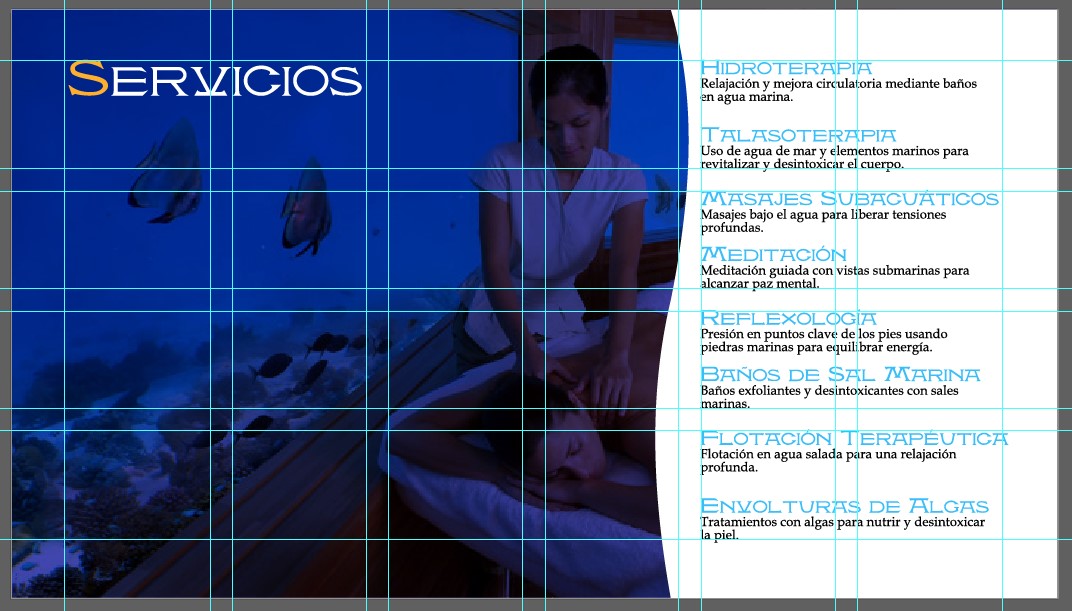 Servicios
Hidroterapia
Relajación y mejora circulatoria mediante baños
en agua marina.
Talasoterapia
Uso de agua de mar y elementos marinos para
revitalizar y desintoxicar el cuerpo.
Masajes Subacuáticos
Masajes bajo el agua para liberar tensiones
profundas.
Meditación
Meditación guiada con vistas submarinas para
alcanzar paz mental.
Reflexología
Presión en puntos clave de los pies usando
piedras marinas para equilibrar energía.
Baños de Sal Marina
Baños exfoliantes y desintoxicantes con sales
marinas.
Flotación Terapéutica
Flotación en agua salada para una relajación
profunda.
Envolturas de Algas
Tratamientos con algas para nutrir y desintoxicar
la piel.